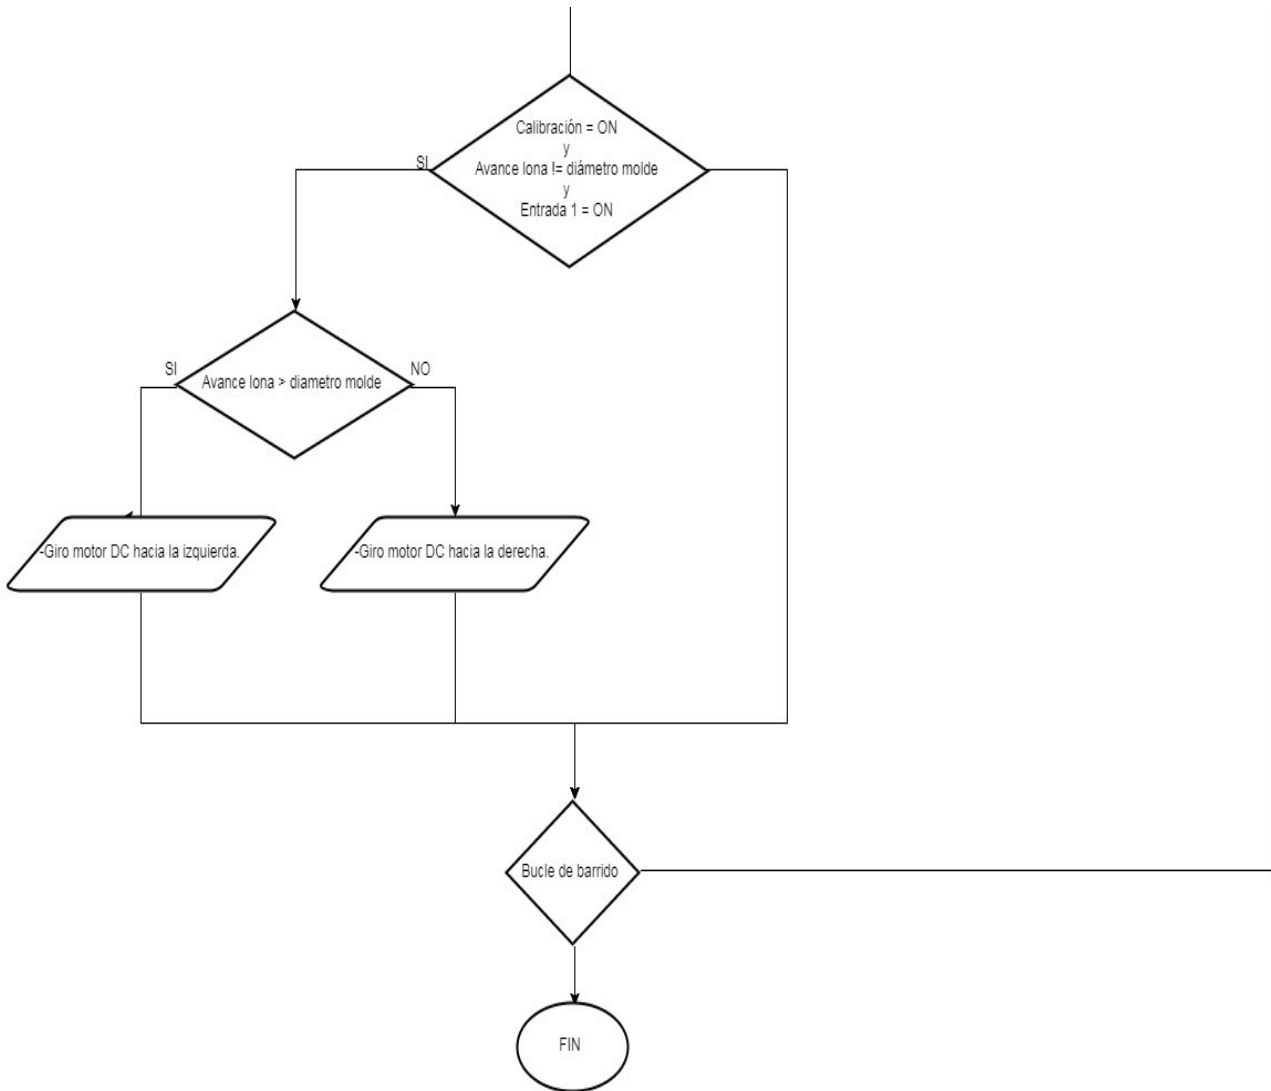 Calibración = ON
y
Avance lona != diámetro molde
y
Entrada 1 = ON
SI
SI
Avance lona > diametro molde
NO
-Giro motor DC hacia la izquierda.
-Giro motor DC hacia la derecha.
Bucle de barrido
FIN